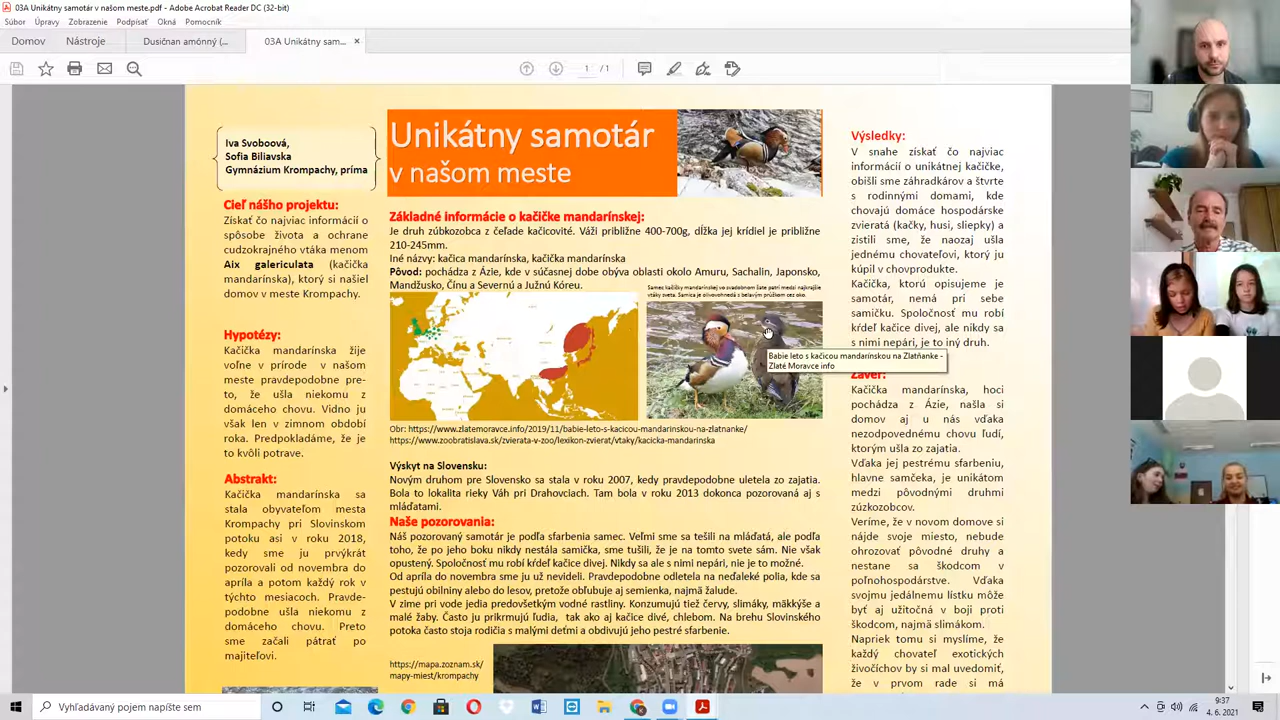 03A Unikátny samotár v našom meste.pdf - Adobe Acrobat Reader DC (32-bit)
Súbor Úpravy Zobrazenie Podpísať Okná Pomocník
Domov Nástroje Dusičnan amónný (... 03A Unikátny sam... ×
1 / 1
Iva Svoboová,
Sofia Biliavska
Gymnázium Krompachy, príma
Cieľ nášho projektu:
Získať čo najviac informácií o
spôsobe života a ochrane
cudzokrajného vtáka menom
Aix galericulata (kačička
mandarínska), ktorý si našiel
domov v meste Krompachy.
Hypotézy:
Kačička mandarínska žije
voľne v prírode v našom
meste pravdepodobne pre-
to, že ušla niekomu z
domáceho chovu. Vidno ju
však len v zimnom období
roka. Predpokladáme, že je
to kvôli potrave.
Abstrakt:
Kačička mandarínska sa
stala obyvateľom mesta
Krompachy pri Slovinskom
potoku asi v roku 2018,
kedy sme ju prvýkrát
pozorovali od novembra do
apríla a potom každý rok v
týchto mesiacoch. Pravde-
podobne ušla niekomu z
domáceho chovu. Preto
sme začali pátrať po
majiteľovi.
Unikátny samotár
v našom meste
Základné informácie o kačičke mandarínskej:
Je druh zúbkozobca z čeľade kačicovité. Váži približne 400-700g, dĺžka jej krídiel je približne
210-245mm.
Iné názvy: kačica mandarínska, kačička mandarínska
Pôvod: pochádza z Ázie, kde v súčasnej dobe obýva oblasti okolo Amuru, Sachalin, Japonsko,
Mandžusko, Čínu a Severnú a Južnú Kóreu.
Samec kačičky mandarínskej vo svadobnom šate patrí medzi najkrajšie
vtáky sveta. Samica je olivovohnedá s belavým prúžkom cez oko.
Babie leto s kačicou mandarínskou na Zlatňanke -
Zlaté Moravce info
Obr: https://www.zlatemoravce.info/2019/11/babie-leto-s-kacicou-mandarinskou-na-zlatnanke/
https://www.zoobratislava.sk/zvierata-v-zoo/lexikon-zvierat/vtaky/kacicka-mandarinska
Výskyt na Slovensku:
Novým druhom pre Slovensko sa stala v roku 2007, kedy pravdepodobne uletela zo zajatia.
Bola to lokalita rieky Váh pri Drahovciach. Tam bola v roku 2013 dokonca pozorovaná aj s
mláďatami.
Naše pozorovania:
Náš pozorovaný samotár je podľa sfarbenia samec. Veľmi sme sa tešili na mláďatá, ale podľa
toho, že po jeho boku nikdy nestála samička, sme tušili, že je na tomto svete sám. Nie však
opustený. Spoločnosť mu robí kŕdeľ kačice divej. Nikdy sa ale s nimi nepári, nie je to možné.
Od apríla do novembra sme ju už nevideli. Pravdepodobne odletela na neďaleké polia, kde sa
pestujú obilniny alebo do lesov, pretože obľubuje aj semienka, najmä žalude.
V zime pri vode jedia predovšetkým vodné rastliny. Konzumujú tiež červy, slimáky, mäkkýše a
malé žaby. Často ju prikrmujú ľudia, tak ako aj kačice divé, chlebom. Na brehu Slovinského
potoka často stoja rodičia s malými deťmi a obdivujú jeho pestré sfarbenie.
https://mapa.zoznam.sk/
mapy-miest/krompachy
Výsledky:
V snahe získať čo najviac
informácií o unikátnej kačičke,
obišli sme záhradkárov a štvrte
s rodinnými domami, kde
chovajú domáce hospodárske
zvieratá (kačky, husi, sliepky) a
zistili sme, že naozaj ušla
jednému chovateľovi, ktorý ju
kúpil v chovprodukte.
Kačička, ktorú opisujeme je
samotár, nemá pri sebe
samičku. Spoločnosť mu robí
kŕdeľ kačice divej, ale nikdy sa
s nimi nepári, je to iný druh.
Záver:
Kačička mandarínska, hoci
pochádza z Ázie, našla si
domov aj u nás vďaka
nezodpovednému chovu ľudí,
ktorým ušla zo zajatia.
Vďaka jej pestrému sfarbeniu,
hlavne samčeka, je unikátom
medzi pôvodnými druhmi
zúzkozobcov.
Veríme, že v novom domove si
nájde svoje miesto, nebude
ohrozovať pôvodné druhy a
nestane sa škodcom v
poľnohospodárstve. Vďaka
svojmu jedálnemu lístku môže
byť aj užitočná v boji proti
škodcom, najmä slimákom.
Napriek tomu si myslíme, že
každý chovateľ exotických
živočíchov by si mal uvedomiť,
že v prvom rade si má
Vyhľadávaný pojem napíšte sem
9:37
4. 6. 2021